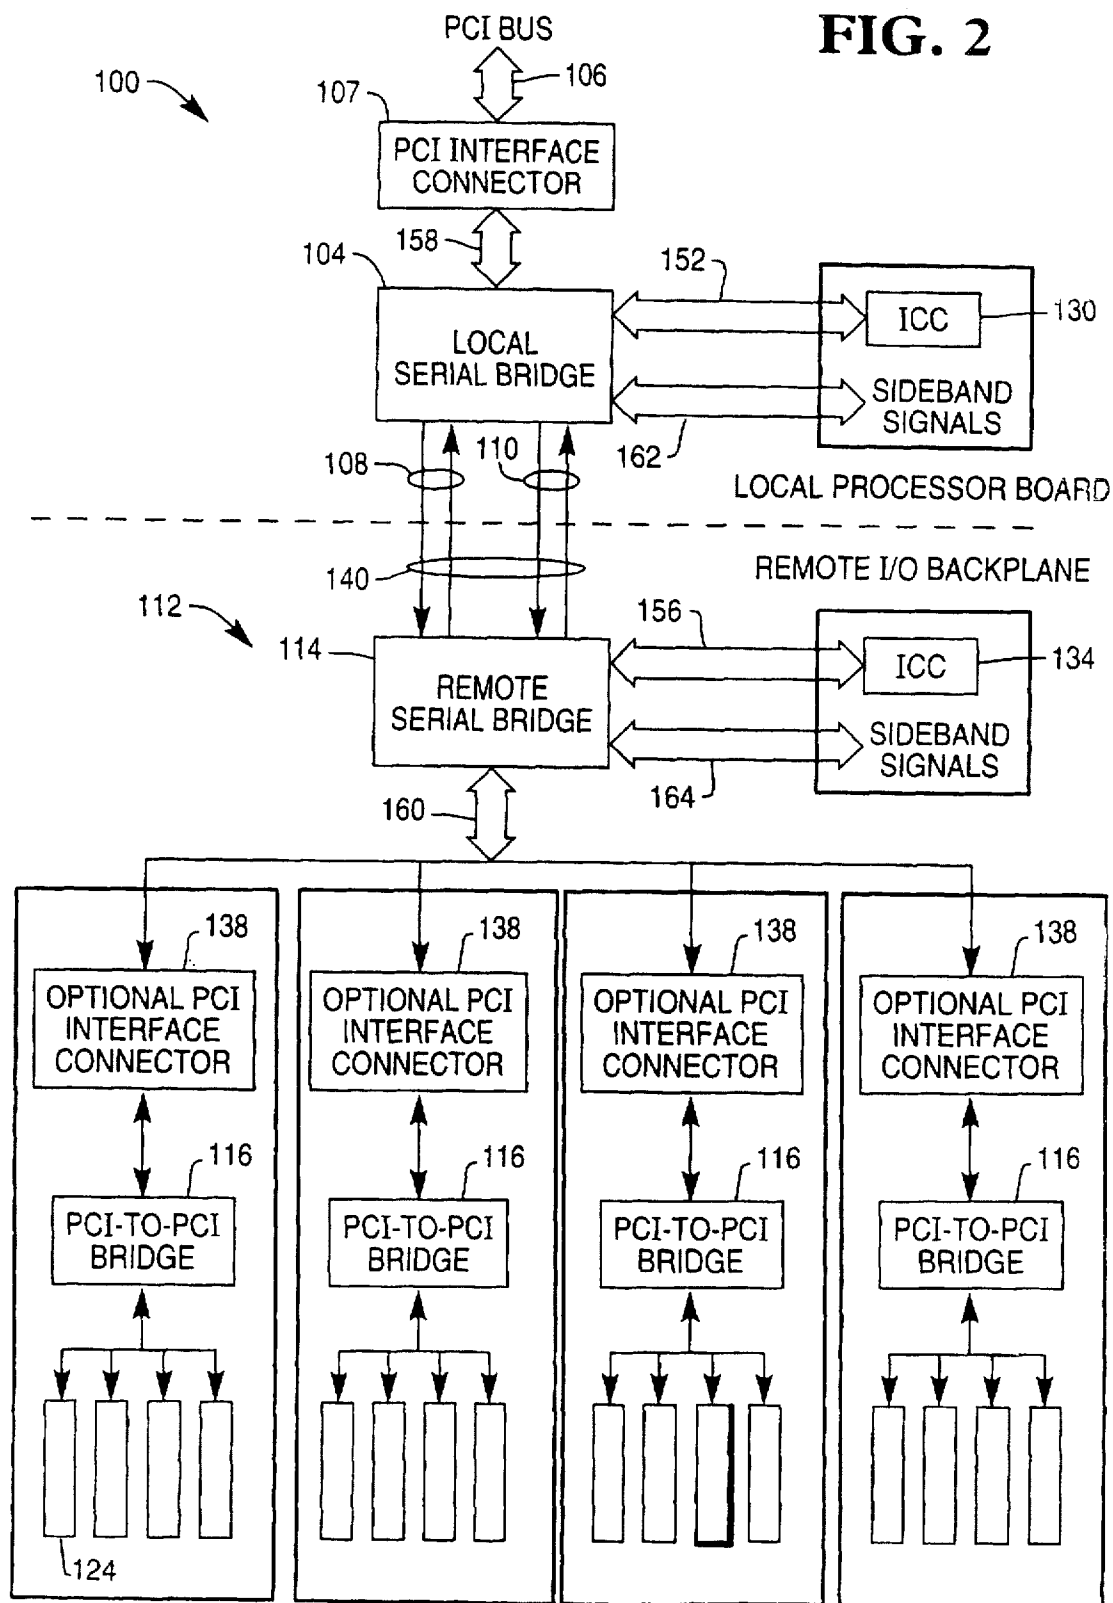 FIG. 2
PCI BUS
100
106
107
PCI INTERFACE
CONNECTOR
158
104
152
LOCAL
SERIAL BRIDGE
ICC
130
SIDEBAND
SIGNALS
162
108
110
LOCAL PROCESSOR BOARD
140
REMOTE I/O BACKPLANE
112
114
156
REMOTE
SERIAL BRIDGE
ICC
134
SIDEBAND
SIGNALS
164
160
138
OPTIONAL PCI
INTERFACE
CONNECTOR
138
OPTIONAL PCI
INTERFACE
CONNECTOR
138
OPTIONAL PCI
INTERFACE
CONNECTOR
138
OPTIONAL PCI
INTERFACE
CONNECTOR
116
PCI-TO-PCI
BRIDGE
116
PCI-TO-PCI
BRIDGE
116
PCI-TO-PCI
BRIDGE
116
PCI-TO-PCI
BRIDGE
124